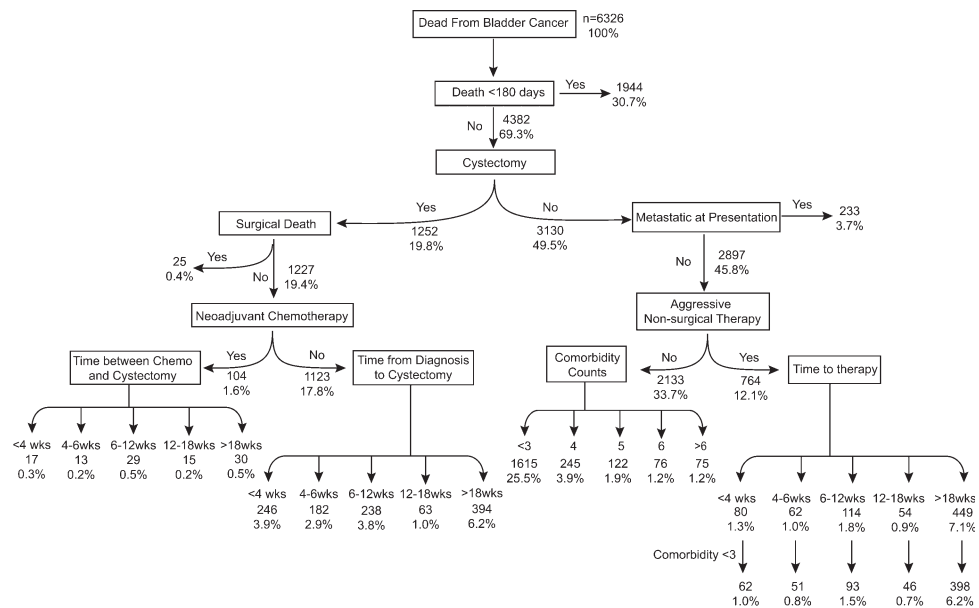 Dead From Bladder Cancer
n=6326
100%
Death <180 days
Yes
1944
30.7%
No
4382
69.3%
Cystectomy
Yes
1252
19.8%
No
3130
49.5%
Surgical Death
Metastatic at Presentation
Yes
233
3.7%
Yes
25
0.4%
No
1227
19.4%
No
2897
45.8%
Neoadjuvant Chemotherapy
Aggressive
Non-surgical Therapy
Time between Chemo
and Cystectomy
Yes
104
1.6%
No
1123
17.8%
Time from Diagnosis
to Cystectomy
Comorbidity
Counts
No
2133
33.7%
Yes
764
12.1%
Time to therapy
<4 wks 4-6wks 6-12wks 12-18wks >18wks
17 13 29 15 30
0.3% 0.2% 0.5% 0.2% 0.5%
<4 wks 4-6wks 6-12wks 12-18wks >18wks
246 182 238 63 394
3.9% 2.9% 3.8% 1.0% 6.2%
<3 4 5 6 >6
1615 245 122 76 75
25.5% 3.9% 1.9% 1.2% 1.2%
<4 wks 4-6wks 6-12wks 12-18wks >18wks
80 62 114 54 449
1.3% 1.0% 1.8% 0.9% 7.1%
Comorbidity <3
62 51 93 46 398
1.0% 0.8% 1.5% 0.7% 6.2%